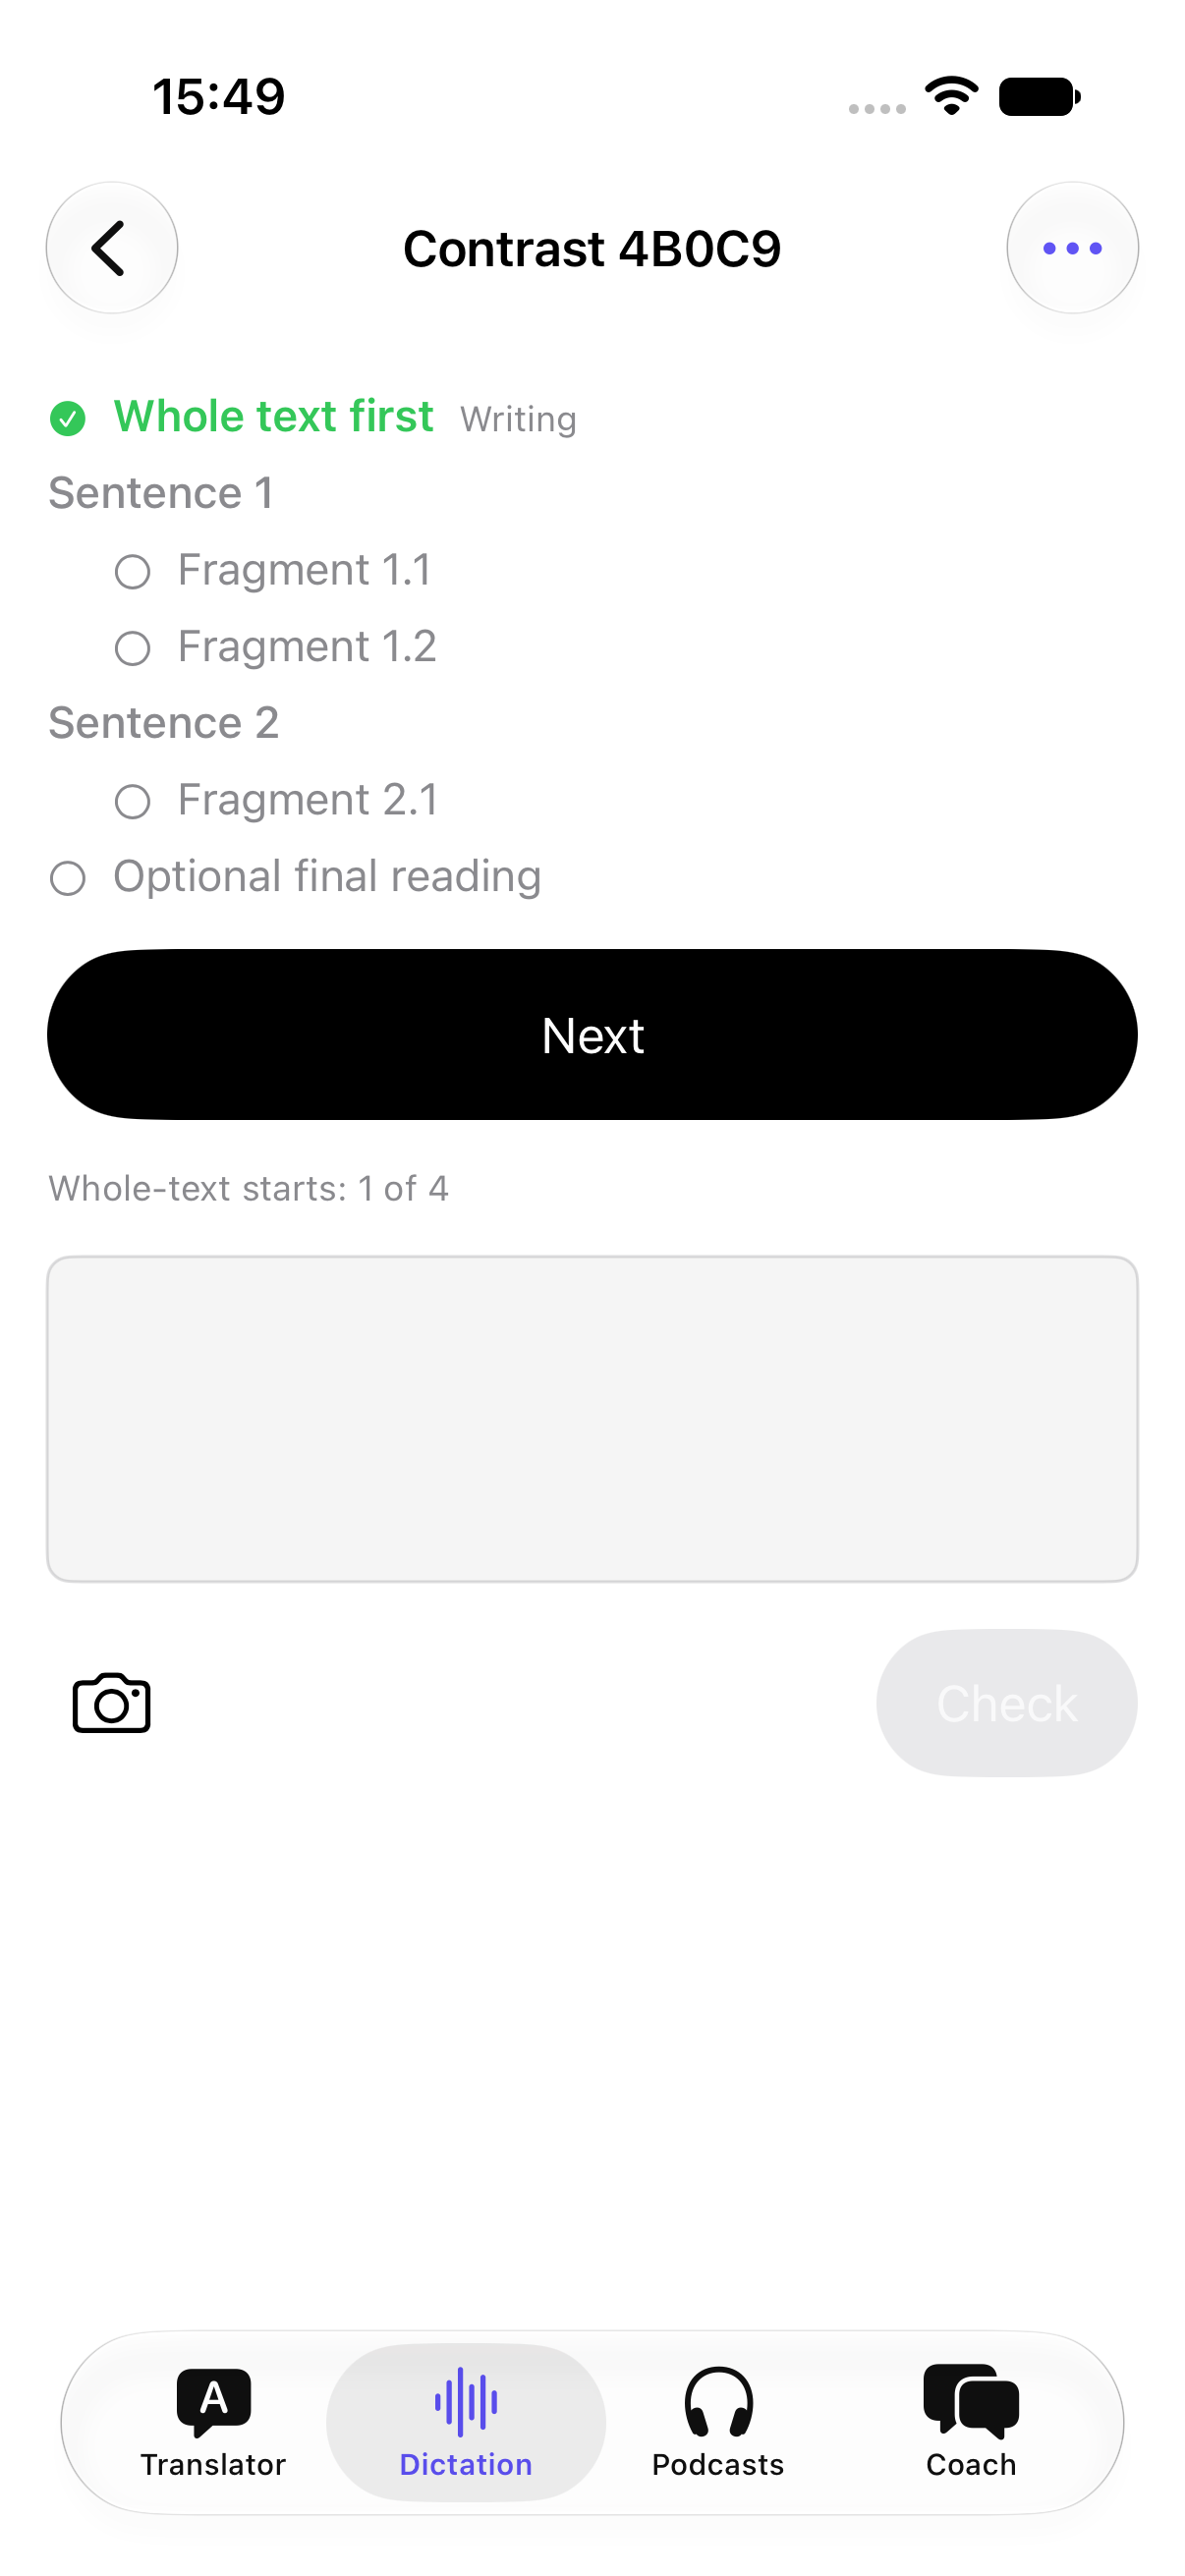 15:49
Contrast 4B0C9
Whole text first Writing
Sentence 1
Fragment 1.1
Fragment 1.2
Sentence 2
Fragment 2.1
Optional final reading
Next
Whole-text starts: 1 of 4
Check
A
Translator Dictation Podcasts Coach